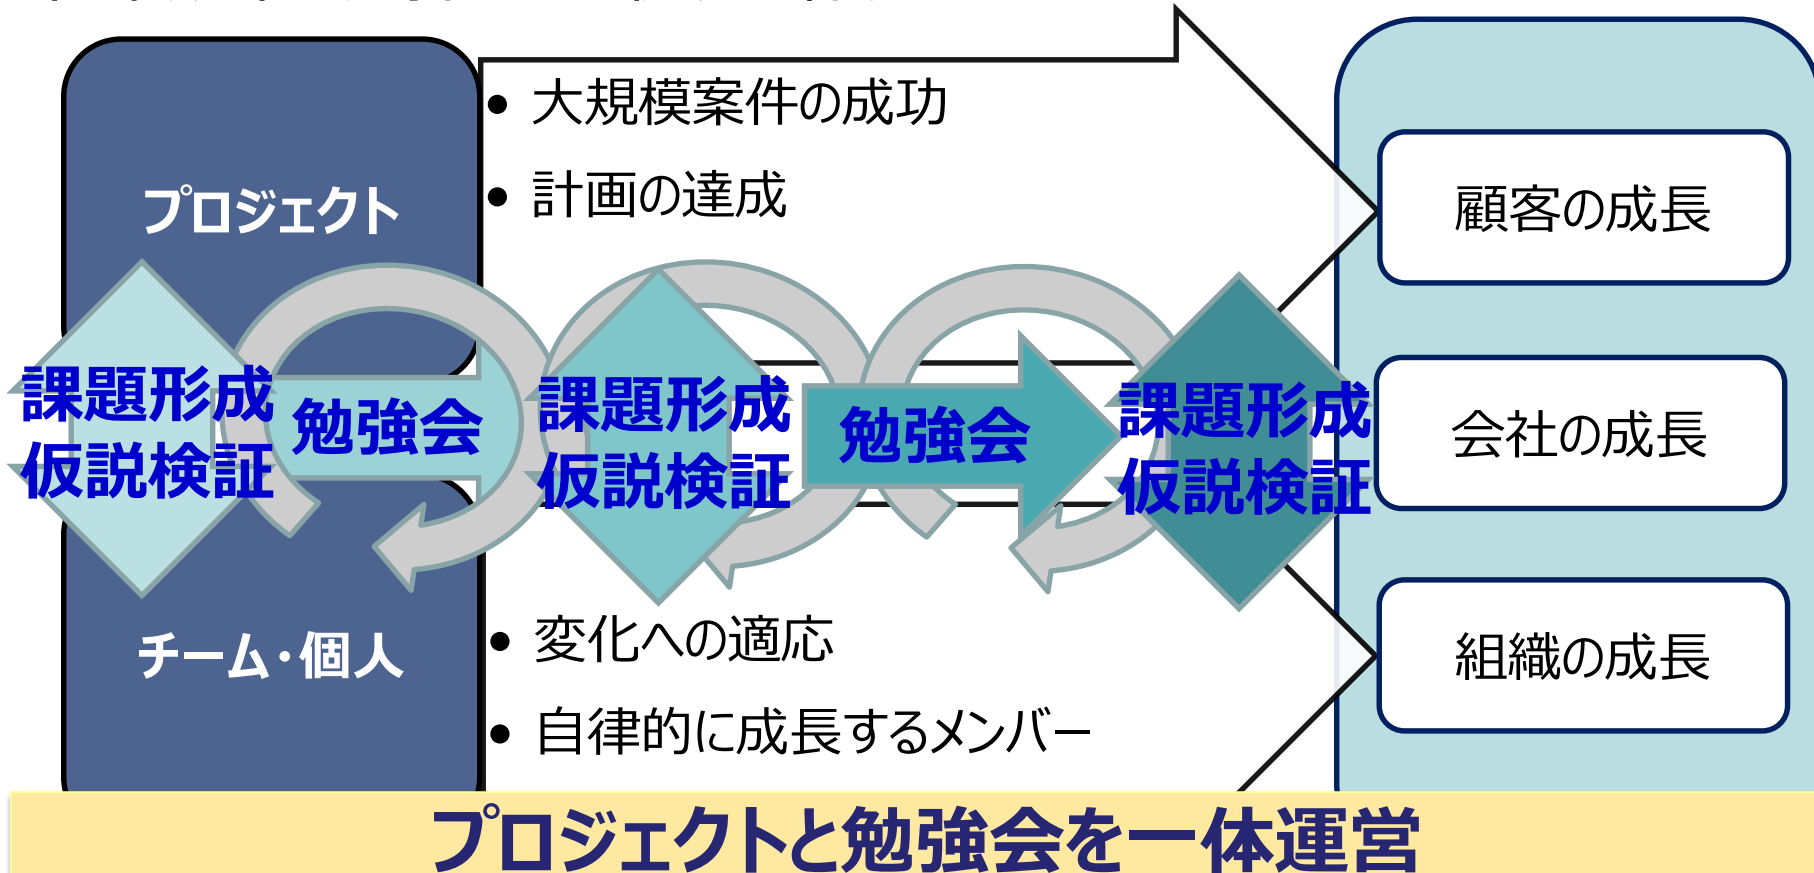 プロジェクト
• 大規模案件の成功
• 計画の達成
課題形成
仮説検証
勉強会
課題形成
仮説検証
勉強会
課題形成
仮説検証
チーム・個人
• 変化への適応
• 自律的に成長するメンバー
顧客の成長
会社の成長
組織の成長
プロジェクトと勉強会を一体運営